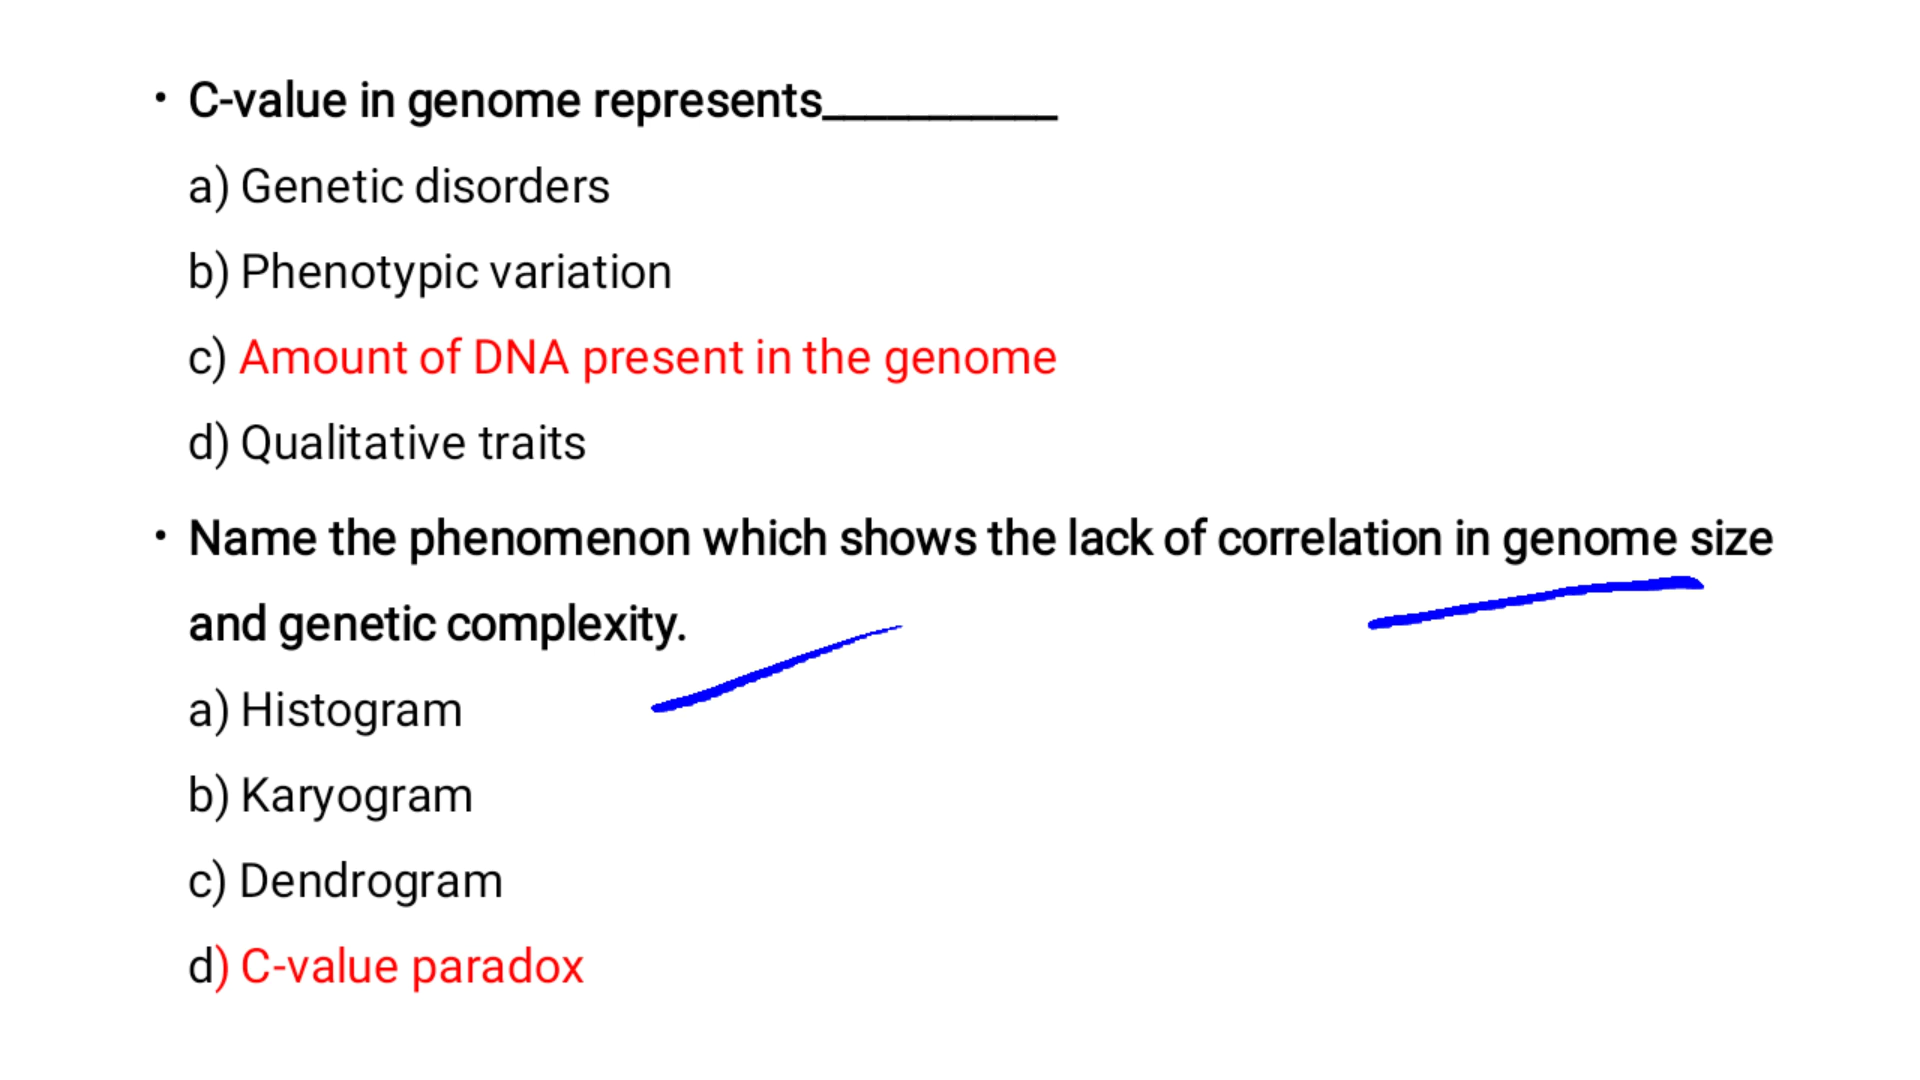 • C-value in genome represents___________
a) Genetic disorders
b) Phenotypic variation
c) Amount of DNA present in the genome
d) Qualitative traits
• Name the phenomenon which shows the lack of correlation in genome size
and genetic complexity.
a) Histogram
b) Karyogram
c) Dendrogram
d) C-value paradox